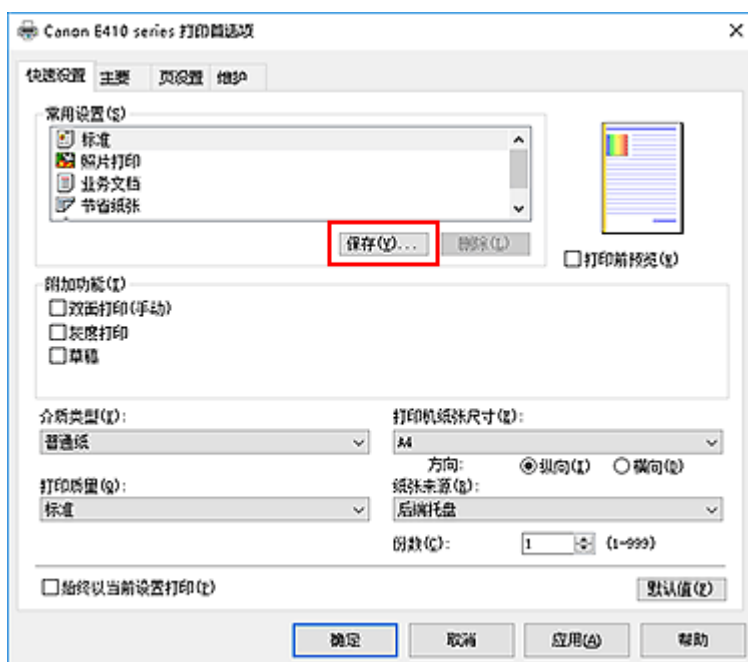 Canon E410 series 打印首选项
快速设置 主要 页设置 维护
常用设置(S)
标准
照片打印
业务文档
节省纸张
保存(V)... 删除(L)
打印前预览(W)
附加功能(I)
双面打印(手动)
灰度打印
草稿
介质类型(Y): 打印机纸张尺寸(Z):
普通纸 A4
方向: 纵向(I) 横向(D)
打印质量(Q): 纸张来源(B):
标准 后端托盘
份数(C): 1 (1-999)
始终以当前设置打印(P) 默认值(F)
确定 取消 应用(A) 帮助